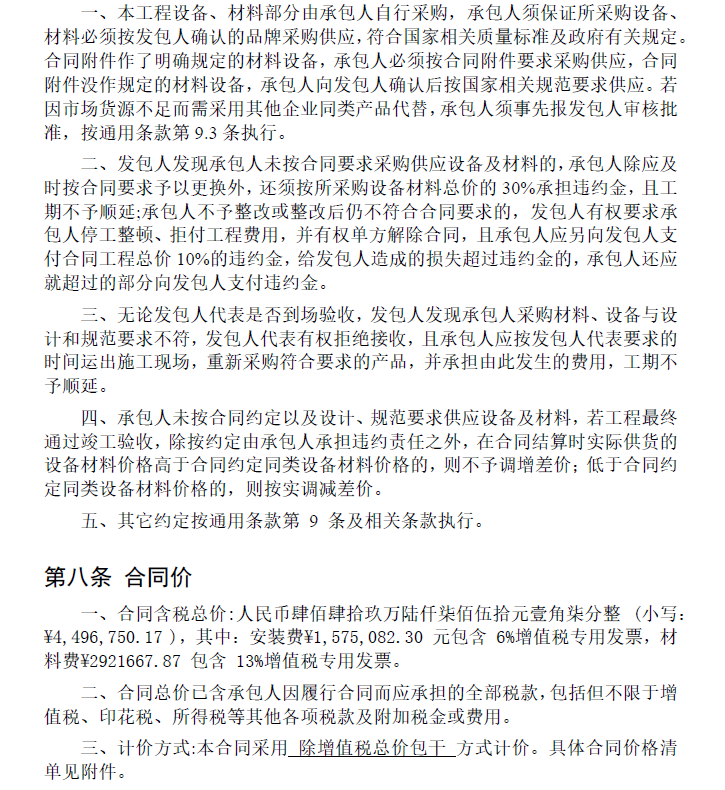 一、本工程设备、材料部分由承包人自行采购，承包人须保证所采购设备、
材料必须按发包人确认的品牌采购供应，符合国家相关质量标准及政府有关规定。
合同附件作了明确规定的材料设备，承包人必须按合同附件要求采购供应，合同
附件没作规定的材料设备，承包人向发包人确认后按国家相关规范要求供应。若
因市场货源不足而需采用其他企业同类产品代替，承包人须事先报发包人审核批
准，按通用条款第 9.3 条执行。
二、发包人发现承包人未按合同要求采购供应设备及材料的，承包人除应及
时按合同要求予以更换外，还须按所采购设备材料总价的 30%承担违约金，且工
期不予顺延;承包人不予整改或整改后仍不符合合同要求的，发包人有权要求承
包人停工整顿、拒付工程费用，并有权单方解除合同，且承包人应另向发包人支
付合同工程总价 10%的违约金，给发包人造成的损失超过违约金的，承包人还应
就超过的部分向发包人支付违约金。
三、无论发包人代表是否到场验收，发包人发现承包人采购材料、设备与设
计和规范要求不符，发包人代表有权拒绝接收，且承包人应按发包人代表要求的
时间运出施工现场，重新采购符合要求的产品，并承担由此发生的费用，工期不
予顺延。
四、承包人未按合同约定以及设计、规范要求供应设备及材料，若工程最终
通过竣工验收，除按约定由承包人承担违约责任之外，在合同结算时实际供货的
设备材料价格高于合同约定同类设备材料价格的，则不予调增差价；低于合同约
定同类设备材料价格的，则按实调减差价。
五、其它约定按通用条款第 9 条及相关条款执行。
第八条 合同价
一、合同含税总价:人民币肆佰肆拾玖万陆仟柒佰伍拾元壹角柒分整（小写:
¥4,496,750.17 ），其中: 安装费¥1,575,082.30 元包含 6%增值税专用发票，材
料费¥2921667.87 包含 13%增值税专用发票。
二、合同总价已含承包人因履行合同而应承担的全部税款，包括但不限于增
值税、印花税、所得税等其他各项税款及附加税金或费用。
三、计价方式:本合同采用 除增值税总价包干 方式计价。具体合同价格清
单见附件。